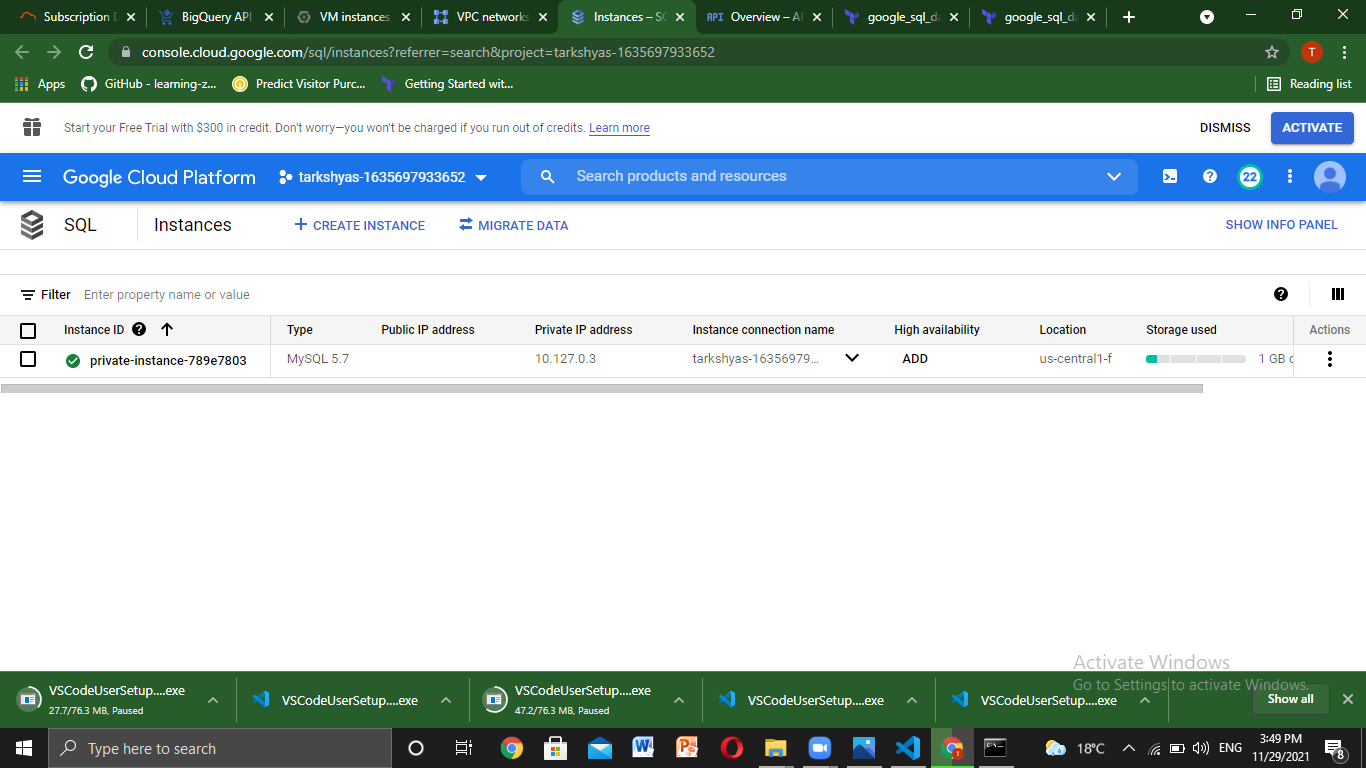 Subscription D
BigQuery API
VM instances
VPC networks
Instances – SQ
API Overview – AP
google_sql_da
google_sql_da
console.cloud.google.com/sql/instances?referrer=search&project=tarkshyas-1635697933652
T
Apps
GitHub - learning-z...
Predict Visitor Purc...
Getting Started wit...
Reading list
Start your Free Trial with $300 in credit. Don't worry—you won't be charged if you run out of credits. Learn more
DISMISS
ACTIVATE
Google Cloud Platform
tarkshyas-1635697933652
Search products and resources
22
SQL
Instances
CREATE INSTANCE
MIGRATE DATA
SHOW INFO PANEL
Filter
Enter property name or value
Instance ID
Type
Public IP address
Private IP address
Instance connection name
High availability
Location
Storage used
Actions
private-instance-789e7803
MySQL 5.7
10.127.0.3
tarkshyas-16356979...
ADD
us-central1-f
1 GB
Activate Windows
Go to Settings to activate Windows.
VSCodeUserSetup....exe
27.7/76.3 MB, Paused
VSCodeUserSetup....exe
VSCodeUserSetup....exe
47.2/76.3 MB, Paused
VSCodeUserSetup....exe
VSCodeUserSetup....exe
Show all
Type here to search
18°C
ENG
3:49 PM
11/29/2021
8